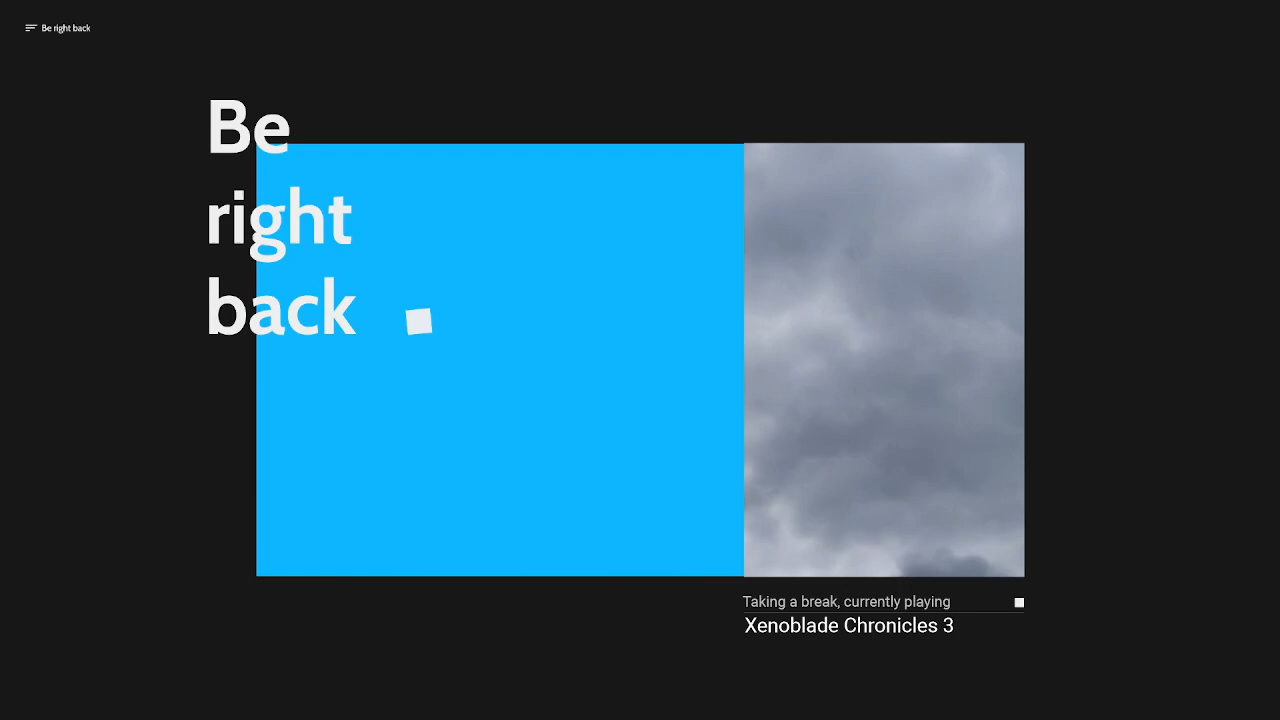 Be right back
Be
right
back
Taking a break, currently playing
Xenoblade Chronicles 3